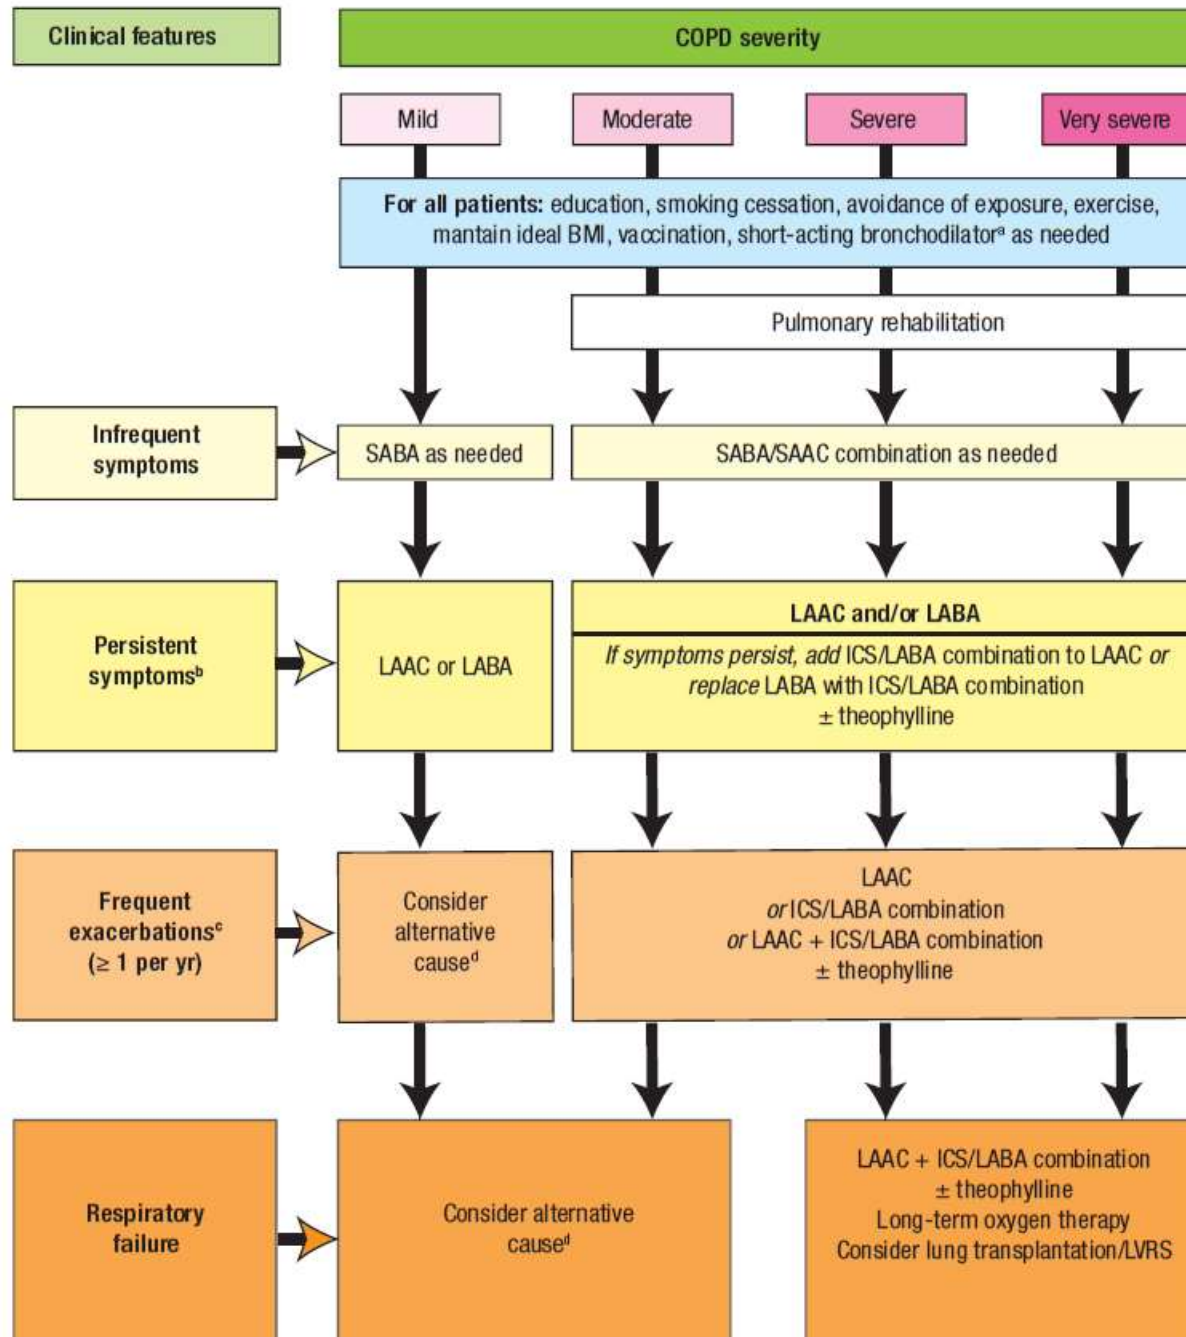 Clinical features
COPD severity
Mild
Moderate
Severe
Very severe
For all patients: education, smoking cessation, avoidance of exposure, exercise,
mantain ideal BMI, vaccination, short-acting bronchodilatorᵃ as needed
Pulmonary rehabilitation
Infrequent
symptoms
SABA as needed
SABA/SAAC combination as needed
Persistent
symptomsᵇ
LAAC or LABA
LAAC and/or LABA
If symptoms persist, add ICS/LABA combination to LAAC or
replace LABA with ICS/LABA combination
± theophylline
Frequent
exacerbationsᶜ
(≥ 1 per yr)
Consider
alternative
causeᵈ
LAAC
or ICS/LABA combination
or LAAC + ICS/LABA combination
± theophylline
Respiratory
failure
Consider alternative
causeᵈ
LAAC + ICS/LABA combination
± theophylline
Long-term oxygen therapy
Consider lung transplantation/LVRS